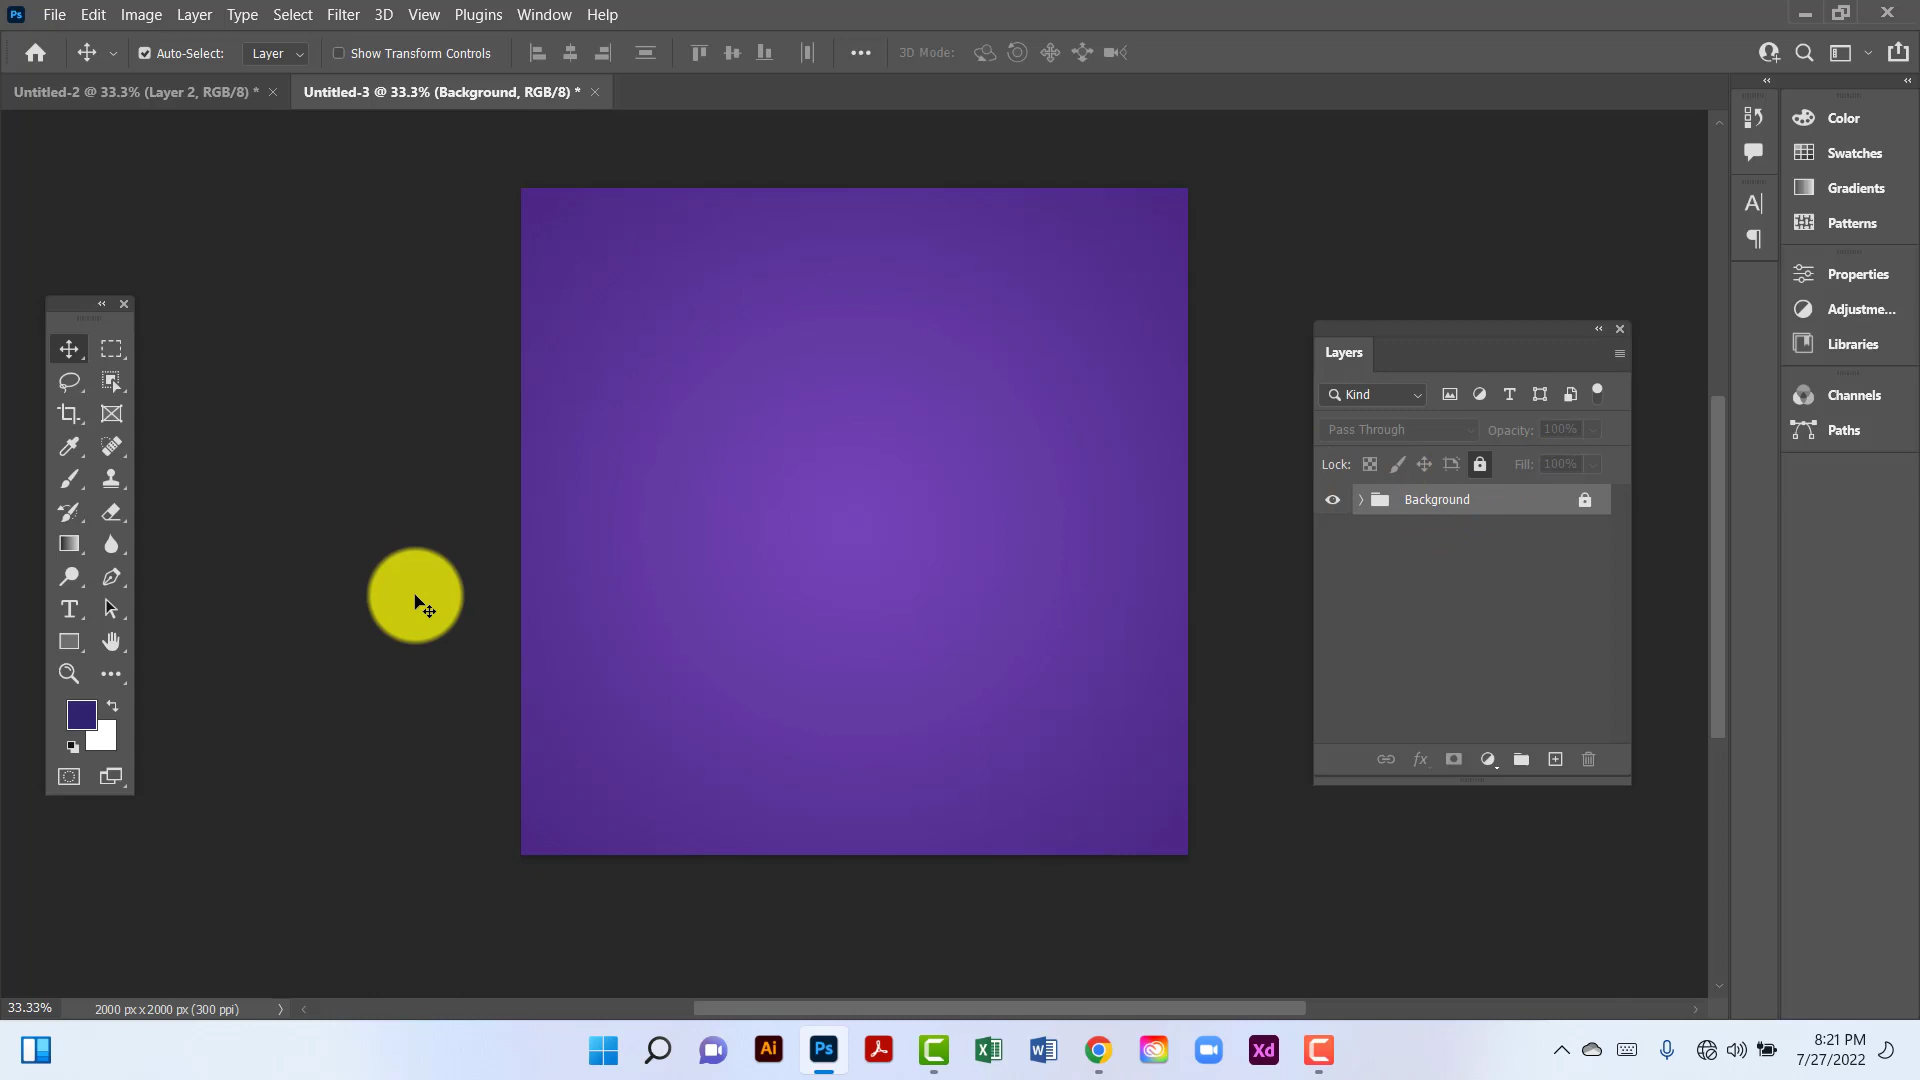 Ps File Edit Image Layer Type Select Filter 3D View Plugins Window Help
Auto-Select: Layer Show Transform Controls 3D Mode:
Untitled-2 @ 33.3% (Layer 2, RGB/8) * Untitled-3 @ 33.3% (Background, RGB/8) *
Color
Swatches
Gradients
Patterns
Properties
Adjustme...
Libraries
Channels
Paths
Layers
Kind
Pass Through Opacity: 100%
Lock: Fill: 100%
Background
33.33% 2000 px x 2000 px (300 ppi)
Ai Ps Xd
8:21 PM
7/27/2022